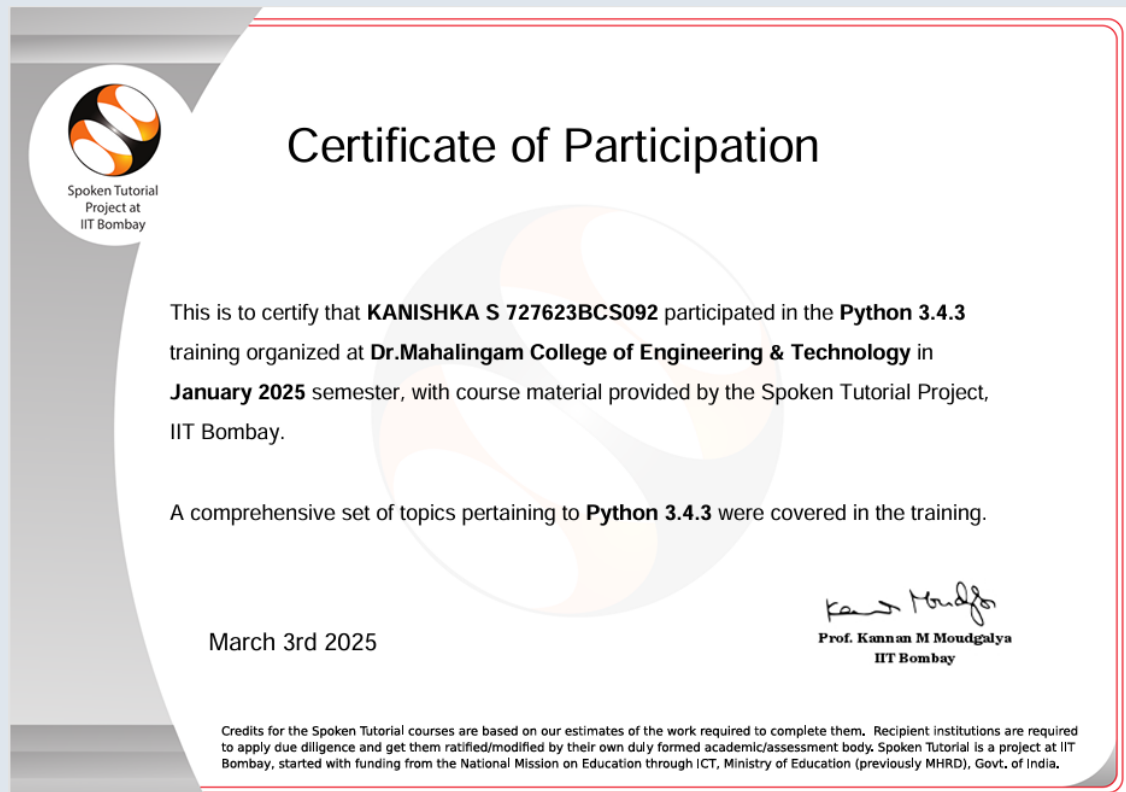 Spoken Tutorial
Project at
IIT Bombay
Certificate of Participation
This is to certify that KANISHKA S 727623BCS092 participated in the Python 3.4.3
training organized at Dr.Mahalingam College of Engineering & Technology in
January 2025 semester, with course material provided by the Spoken Tutorial Project,
IIT Bombay.
A comprehensive set of topics pertaining to Python 3.4.3 were covered in the training.
March 3rd 2025
Prof. Kannan M Moudgalya
IIT Bombay
Credits for the Spoken Tutorial courses are based on our estimates of the work required to complete them. Recipient institutions are required
to apply due diligence and get them ratified/modified by their own duly formed academic/assessment body. Spoken Tutorial is a project at IIT
Bombay, started with funding from the National Mission on Education through ICT, Ministry of Education (previously MHRD), Govt. of India.